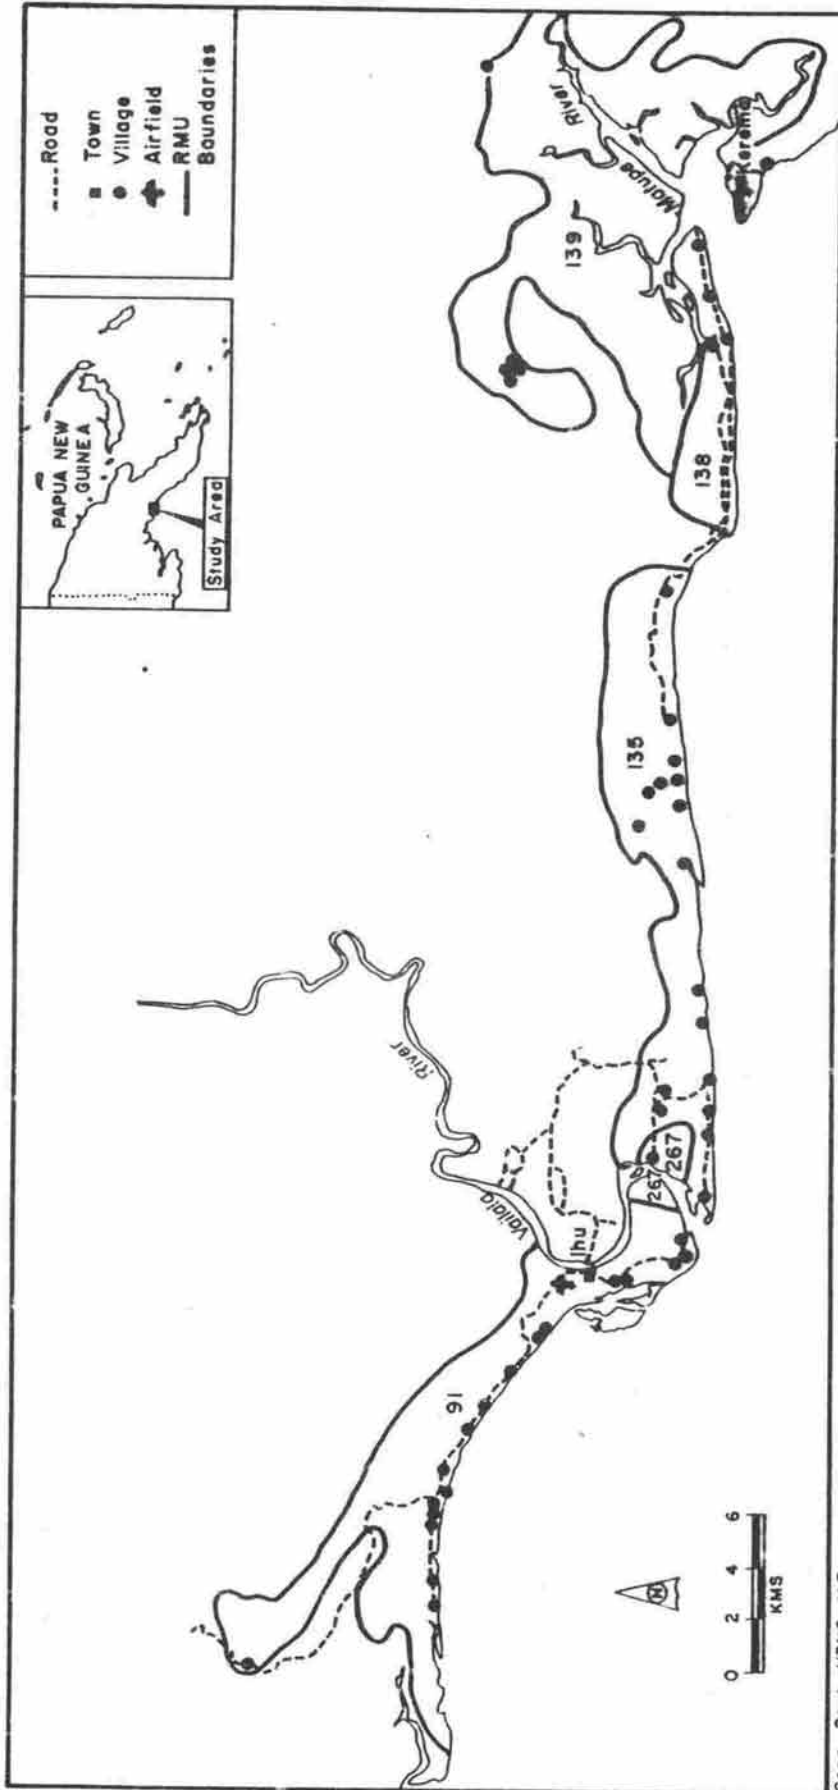 Road
Town
Village
Airfield
RMU
Boundaries
PAPUA NEW
GUINEA
Study Area
River
Matupe
Kerema
139
138
135
River
Vailala
Ihu
267
267
91
N
0 2 4 6
KMS